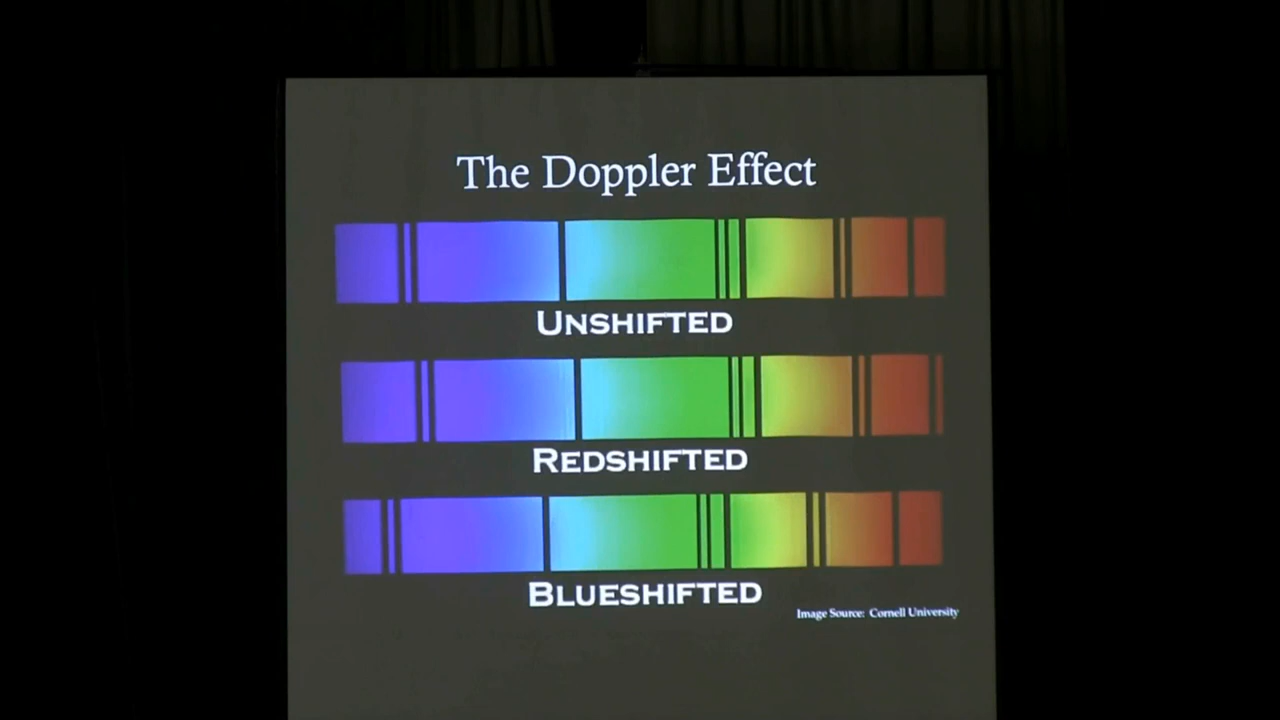 The Doppler Effect
UNSHIFTED
REDSHIFTED
BLUESHIFTED
Image Source: Cornell University